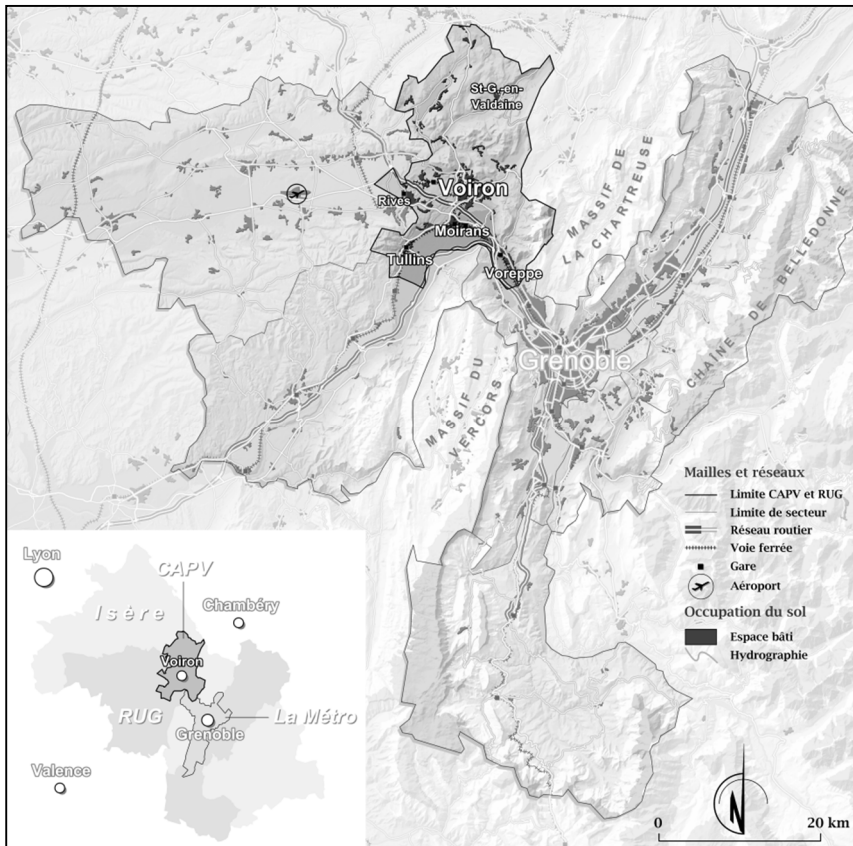 St-G.-en-
Valdaine
Voiron
Rives
Moirans
Tullins
Voreppe
MASSIF DE
LA CHARTREUSE
CHAÎNE DE BELLEDONNE
Grenoble
MASSIF DU
VERCORS
Mailles et réseaux
Limite CAPV et RUG
Limite de secteur
Réseau routier
Voie ferrée
Gare
Aéroport
Occupation du sol
Espace bâti
Hydrographie
N
0 20 km
Lyon
CAPV
Isère
Chambéry
Voiron
RUG
La Métro
Grenoble
Valence